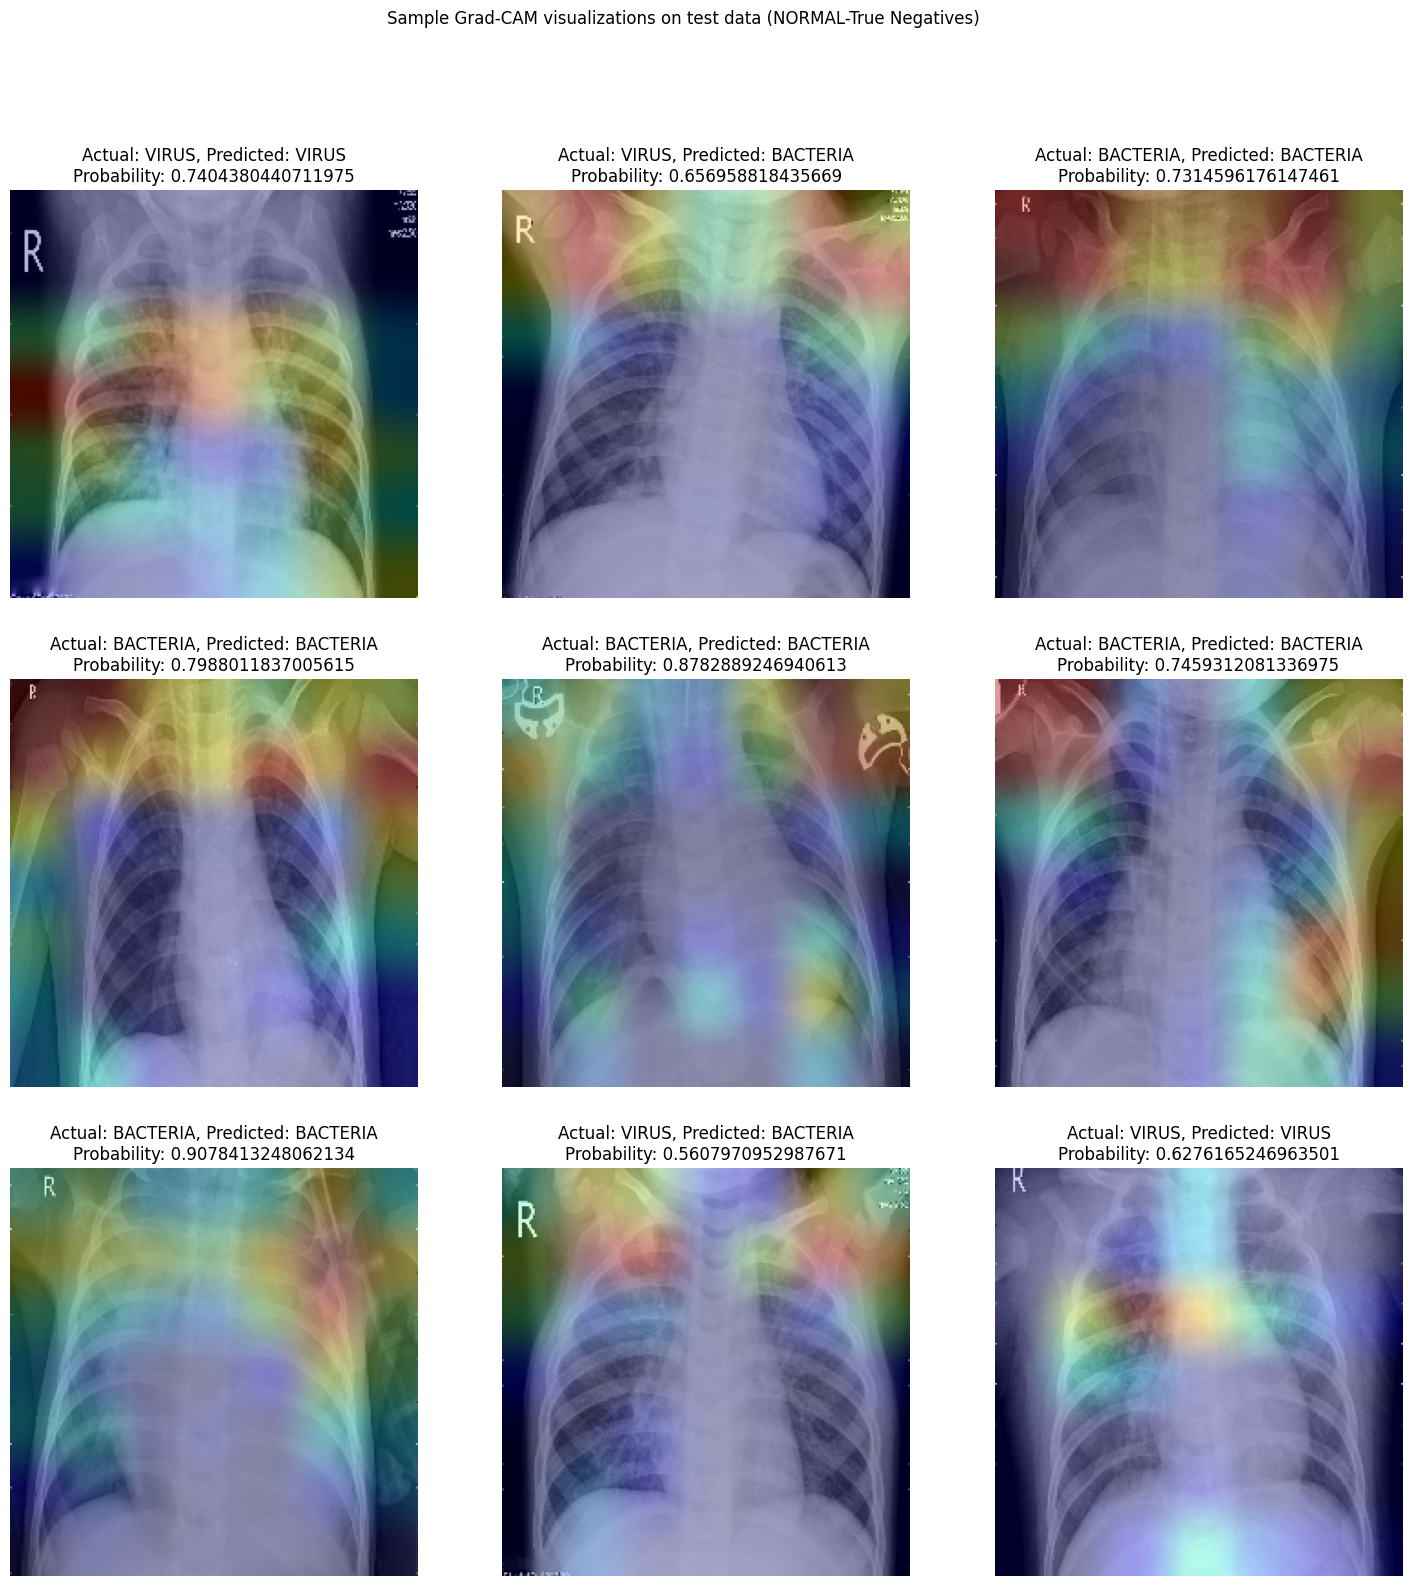 Sample Grad-CAM visualizations on test data (NORMAL-True Negatives)
Actual: VIRUS, Predicted: VIRUS
Probability: 0.7404380440711975
Actual: VIRUS, Predicted: BACTERIA
Probability: 0.656958818435669
Actual: BACTERIA, Predicted: BACTERIA
Probability: 0.7314596176147461
R
R
R
Actual: BACTERIA, Predicted: BACTERIA
Probability: 0.7988011837005615
Actual: BACTERIA, Predicted: BACTERIA
Probability: 0.8782889246940613
Actual: BACTERIA, Predicted: BACTERIA
Probability: 0.7459312081336975
R
R
R
Actual: BACTERIA, Predicted: BACTERIA
Probability: 0.9078413248062134
Actual: VIRUS, Predicted: BACTERIA
Probability: 0.5607970952987671
Actual: VIRUS, Predicted: VIRUS
Probability: 0.6276165246963501
R
R
R